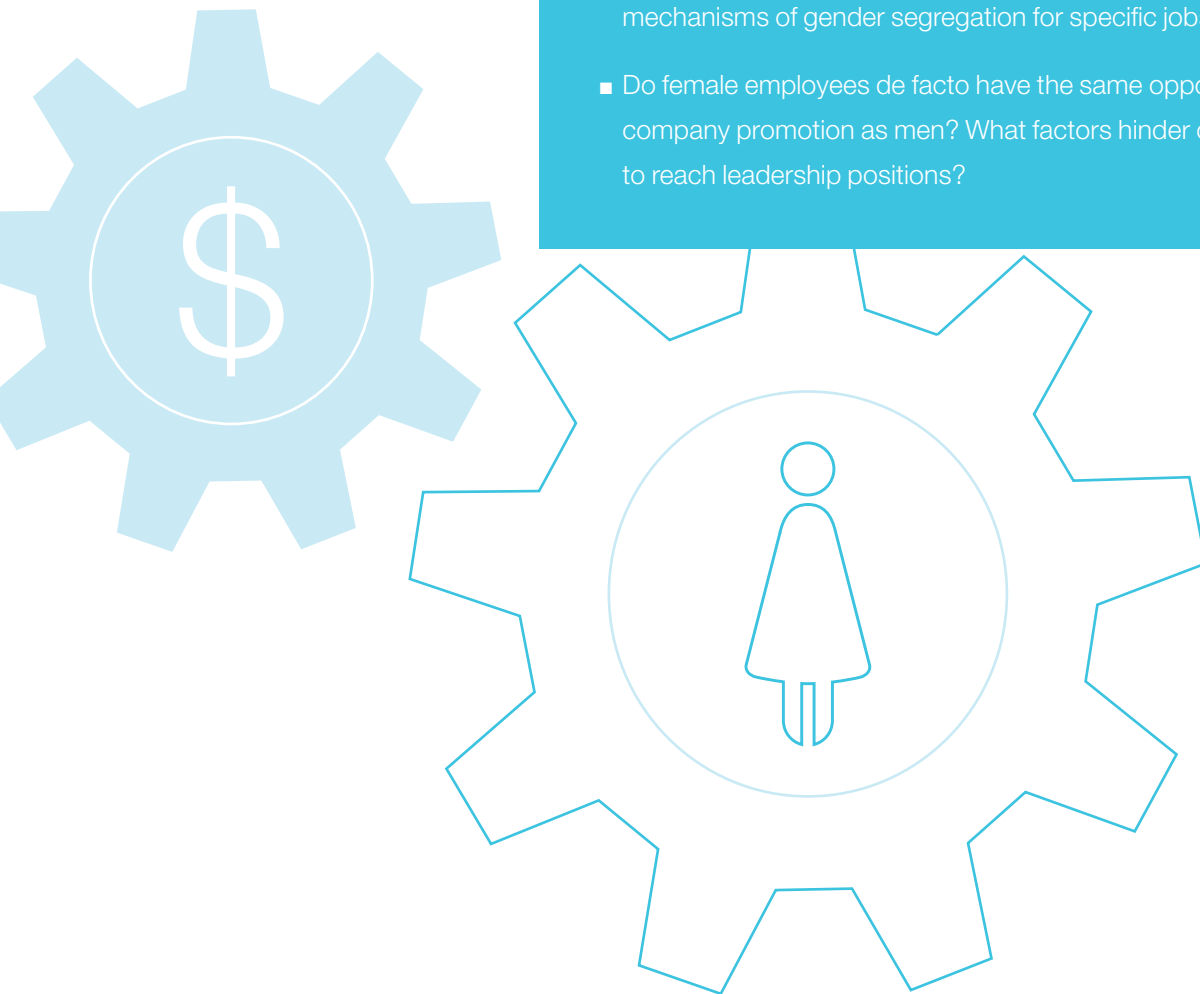 mechanisms of gender segregation for specific job
■ Do female employees de facto have the same oppo
company promotion as men? What factors hinder
to reach leadership positions?
$